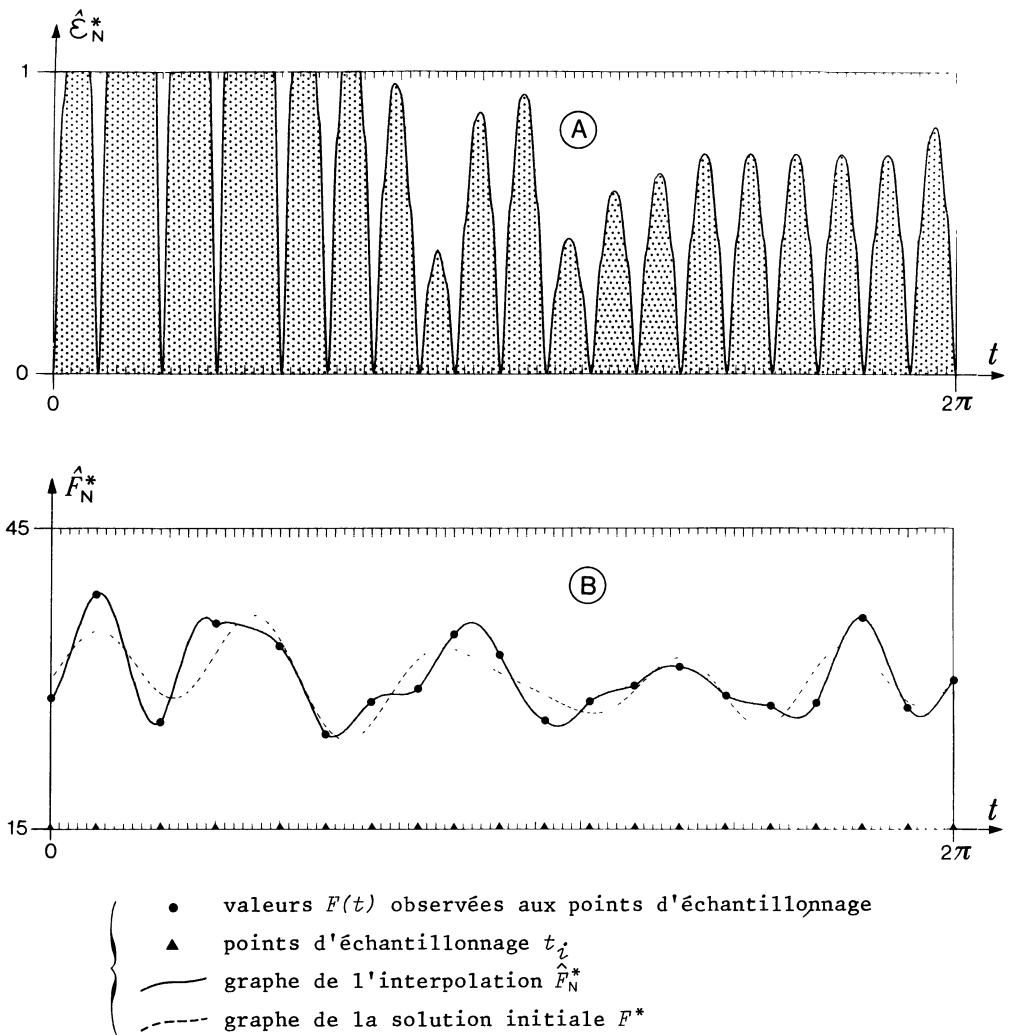 Ɛ̂*N
1
A
0
t
0
2π
F̂*N
45
B
15
t
0
2π
valeurs F(t) observées aux points d'échantillonnage
points d'échantillonnage ti
graphe de l'interpolation F̂*N
graphe de la solution initiale F*